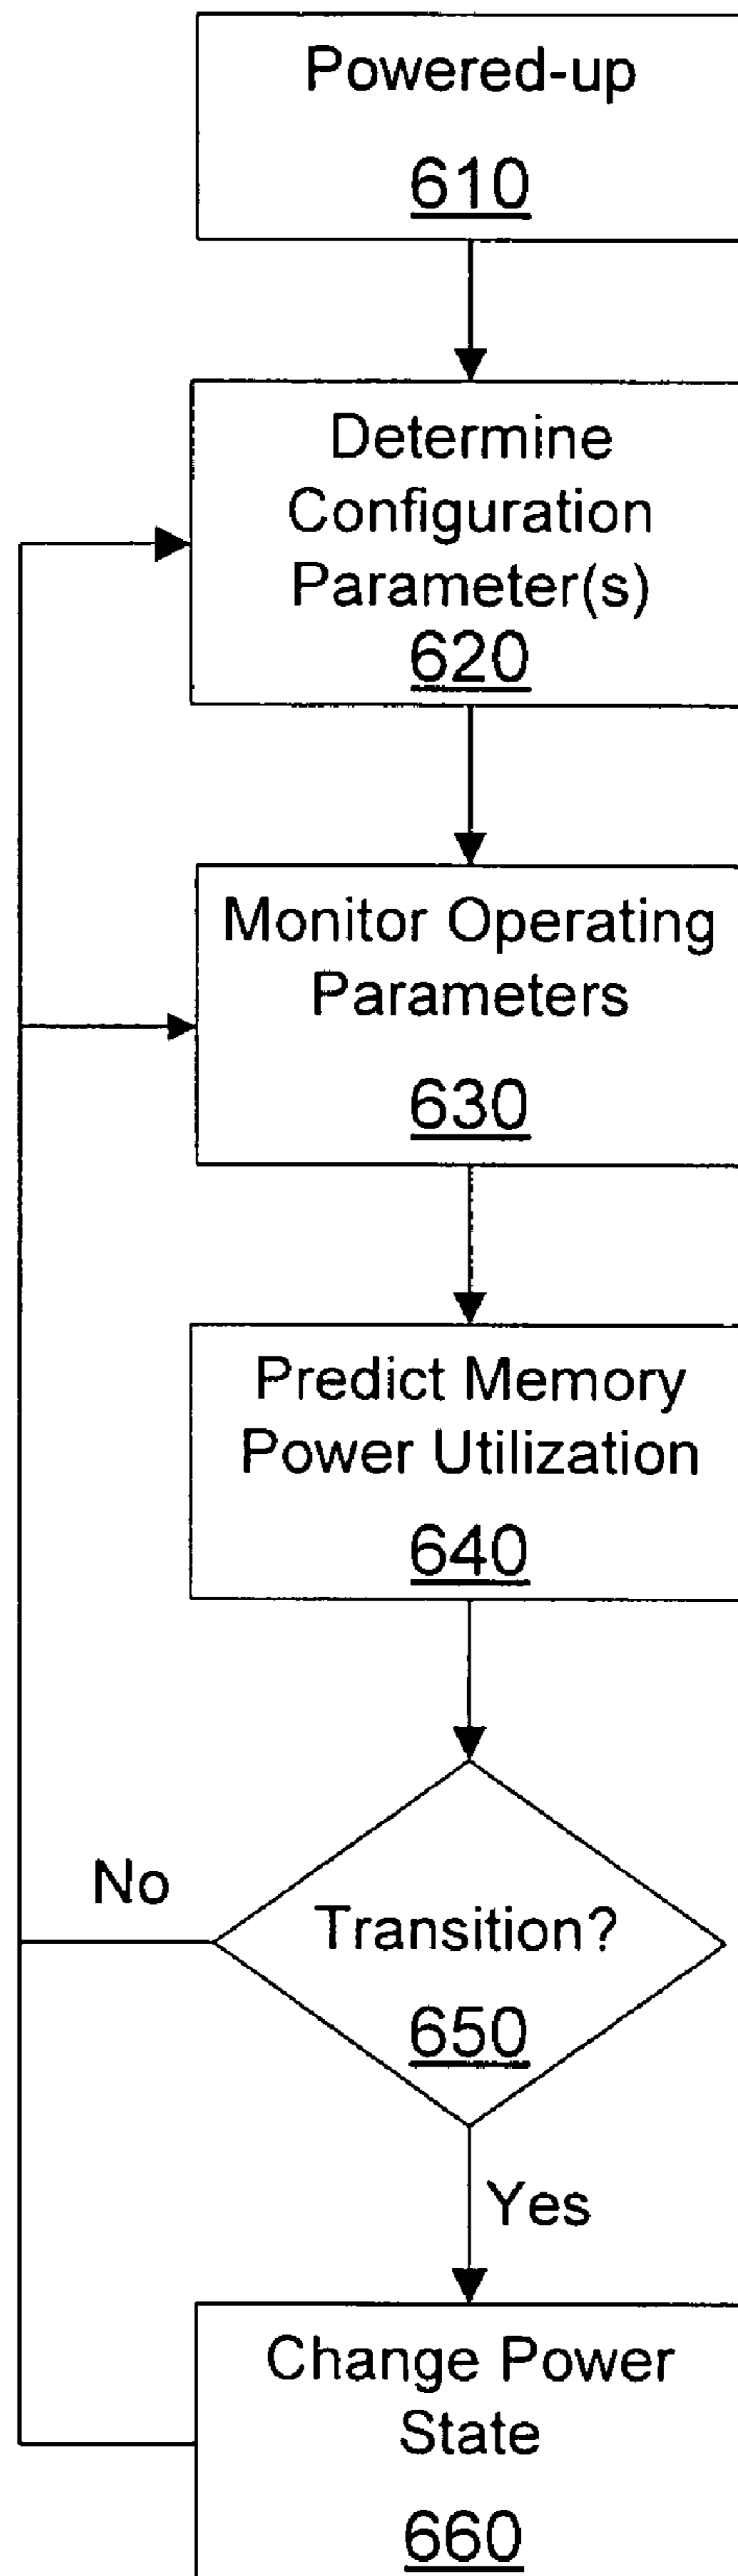 Powered-up
610
Determine
Configuration
Parameter(s)
620
Monitor Operating
Parameters
630
Predict Memory
Power Utilization
640
No
Transition?
650
Yes
Change Power
State
660